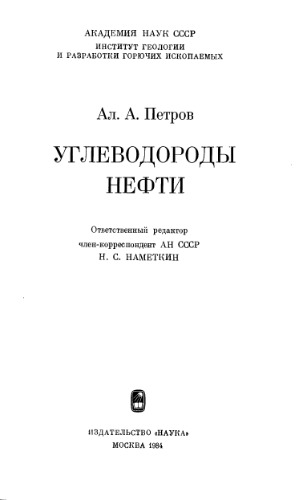 АКАДЕМИЯ НАУК СССР
ИНСТИТУТ ГЕОЛОГИИ
И РАЗРАБОТКИ ГОРЮЧИХ ИСКОПАЕМЫХ
Ал. А. Петров
УГЛЕВОДОРОДЫ
НЕФТИ
Ответственный редактор
член-корреспондент АН СССР
Н. С. НАМЕТКИН
ИЗДАТЕЛЬСТВО «НАУКА»
МОСКВА 1984